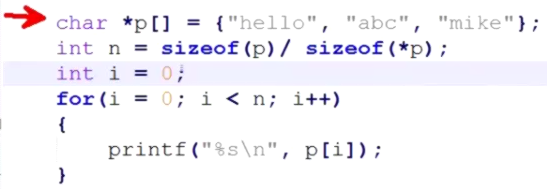 char *p[] = {"hello", "abc", "mike"};
int n = sizeof(p)/ sizeof(*p);
int i = 0;
for(i = 0; i < n; i++)
{
printf("%s\n", p[i]);
}